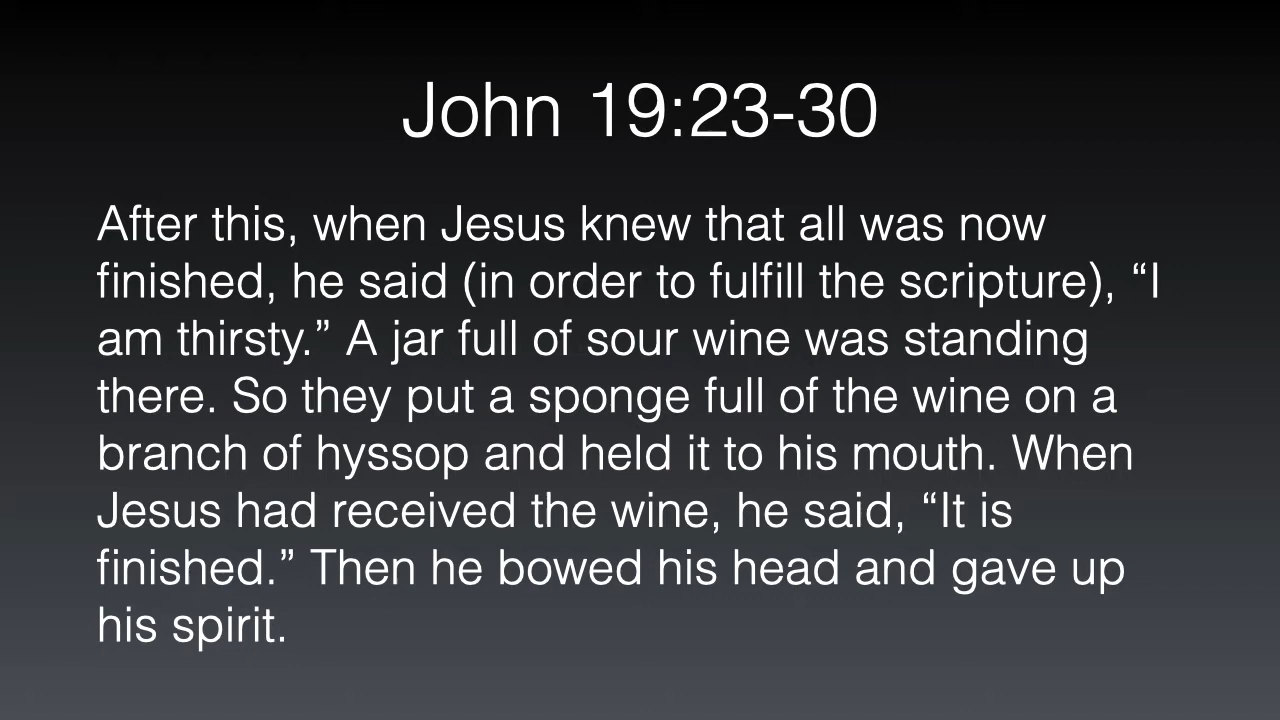 John 19:23-30
After this, when Jesus knew that all was now
finished, he said (in order to fulfill the scripture), “I
am thirsty.” A jar full of sour wine was standing
there. So they put a sponge full of the wine on a
branch of hyssop and held it to his mouth. When
Jesus had received the wine, he said, “It is
finished.” Then he bowed his head and gave up
his spirit.